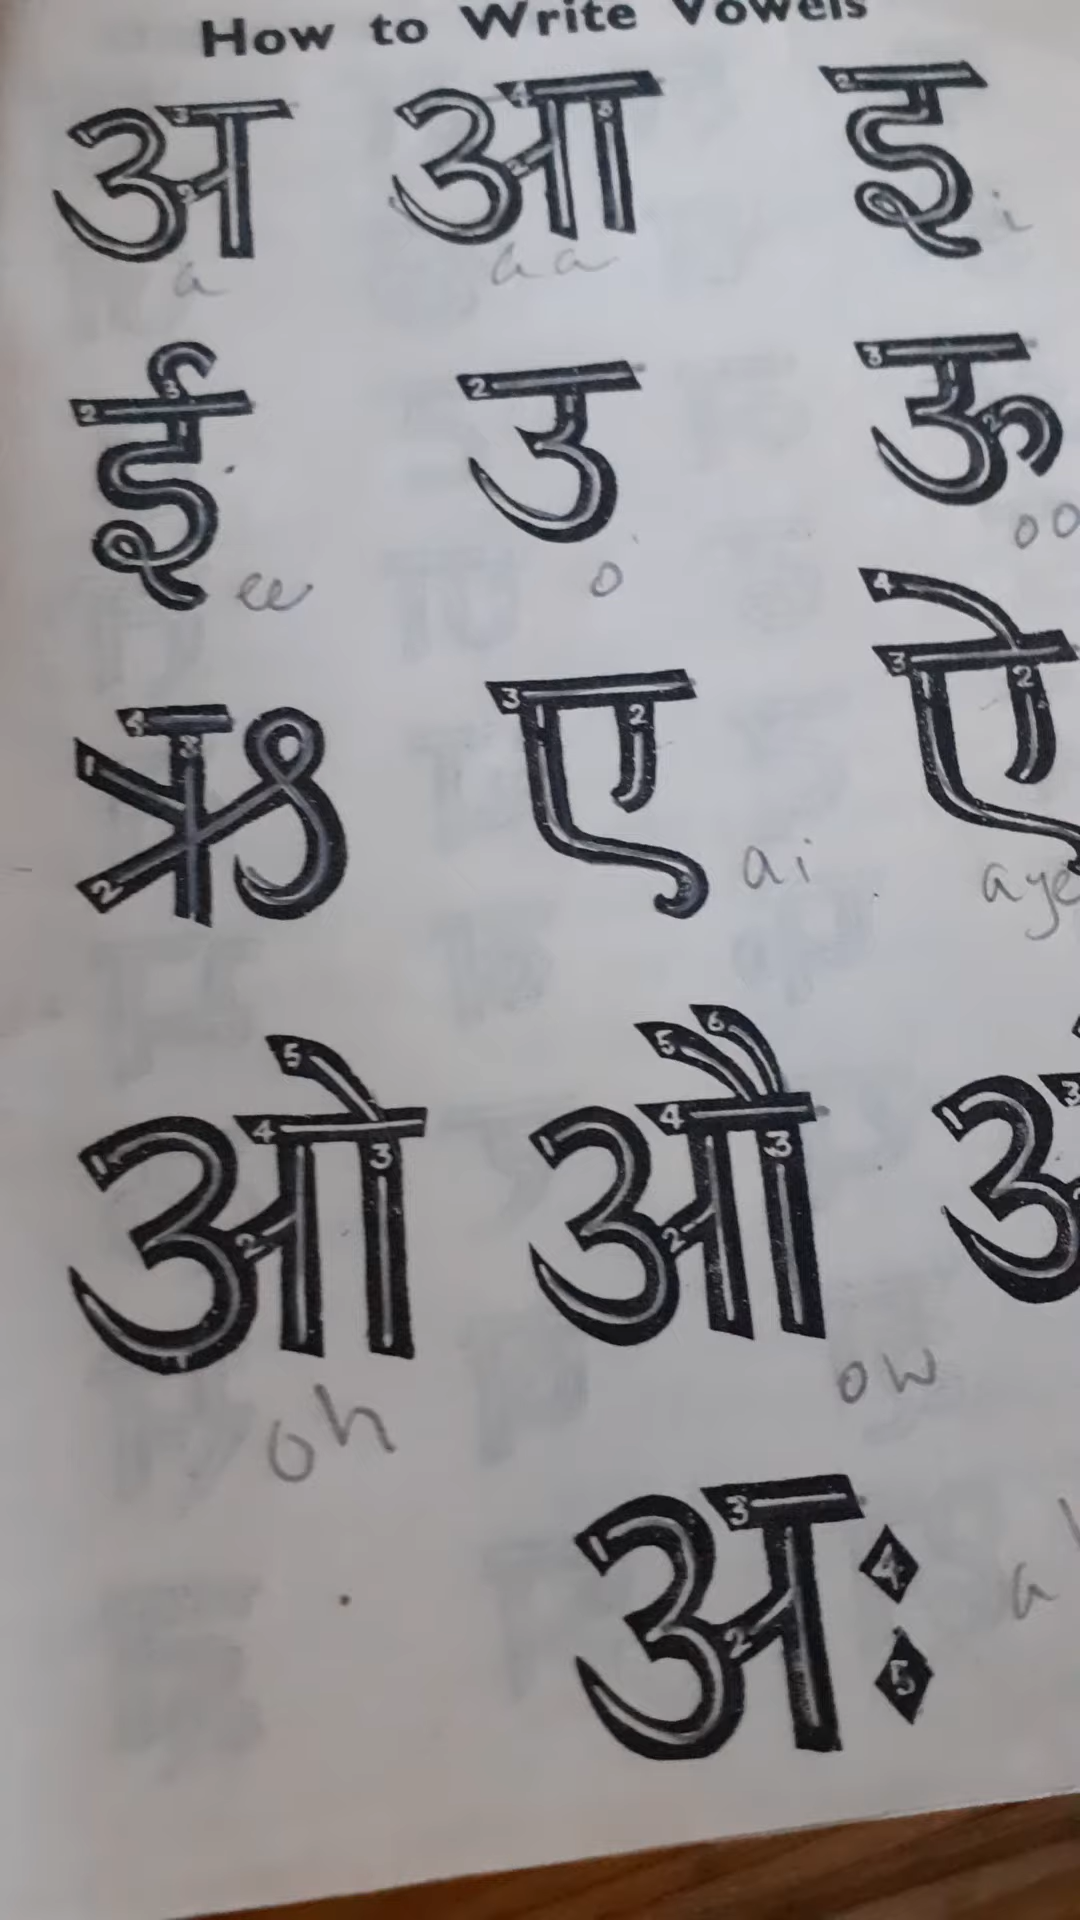 How to Write Vowels
अ आ इ
a aa i
ई उ ऊ
ee o oo
ऋ ए ऐ
ai aye
ओ औ
oh ow
अः